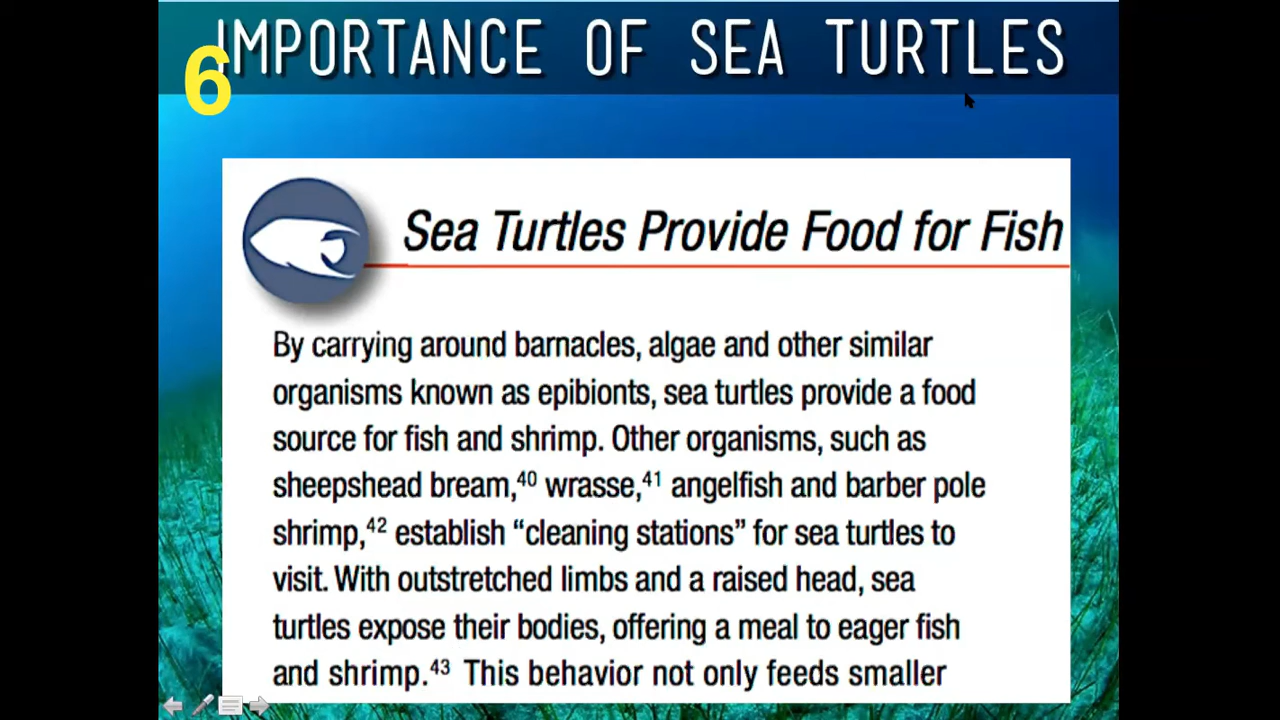 IMPORTANCE OF SEA TURTLES
6
Sea Turtles Provide Food for Fish
By carrying around barnacles, algae and other similar
organisms known as epibionts, sea turtles provide a food
source for fish and shrimp. Other organisms, such as
sheepshead bream,⁴⁰ wrasse,⁴¹ angelfish and barber pole
shrimp,⁴² establish “cleaning stations” for sea turtles to
visit. With outstretched limbs and a raised head, sea
turtles expose their bodies, offering a meal to eager fish
and shrimp.⁴³ This behavior not only feeds smaller